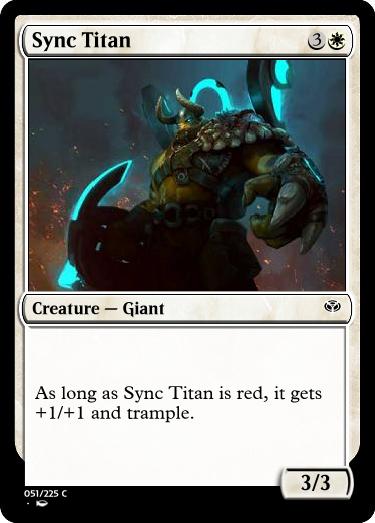 Sync Titan 3
Creature — Giant
As long as Sync Titan is red, it gets
+1/+1 and trample.
3/3
051/225 C